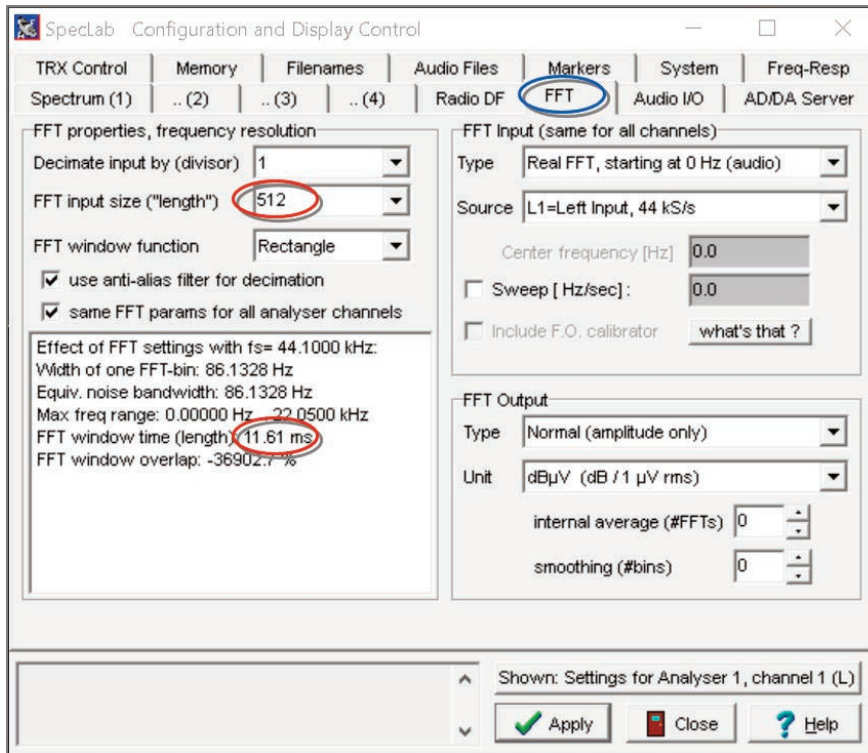 SpecLab Configuration and Display Control
TRX Control Memory Filenames Audio Files Markers System Freq-Resp
Spectrum (1) .. (2) .. (3) .. (4) Radio DF FFT Audio I/O AD/DA Server
FFT properties, frequency resolution
Decimate input by (divisor) 1
FFT input size ("length") 512
FFT window function Rectangle
use anti-alias filter for decimation
same FFT params for all analyser channels
Effect of FFT settings with fs= 44.1000 kHz:
Width of one FFT-bin: 86.1328 Hz
Equiv. noise bandwidth: 86.1328 Hz
Max freq range: 0.00000 Hz .. 22.0500 kHz
FFT window time (length) 11.61 ms
FFT window overlap: -36902.7 %
FFT Input (same for all channels)
Type Real FFT, starting at 0 Hz (audio)
Source L1=Left Input, 44 kS/s
Center frequency [Hz] 0.0
Sweep [ Hz/sec] : 0.0
Include F.O. calibrator what's that ?
FFT Output
Type Normal (amplitude only)
Unit dBµV (dB / 1 µV rms)
internal average (#FFTs) 0
smoothing (#bins) 0
Shown: Settings for Analyser 1, channel 1 (L)
Apply Close ? Help